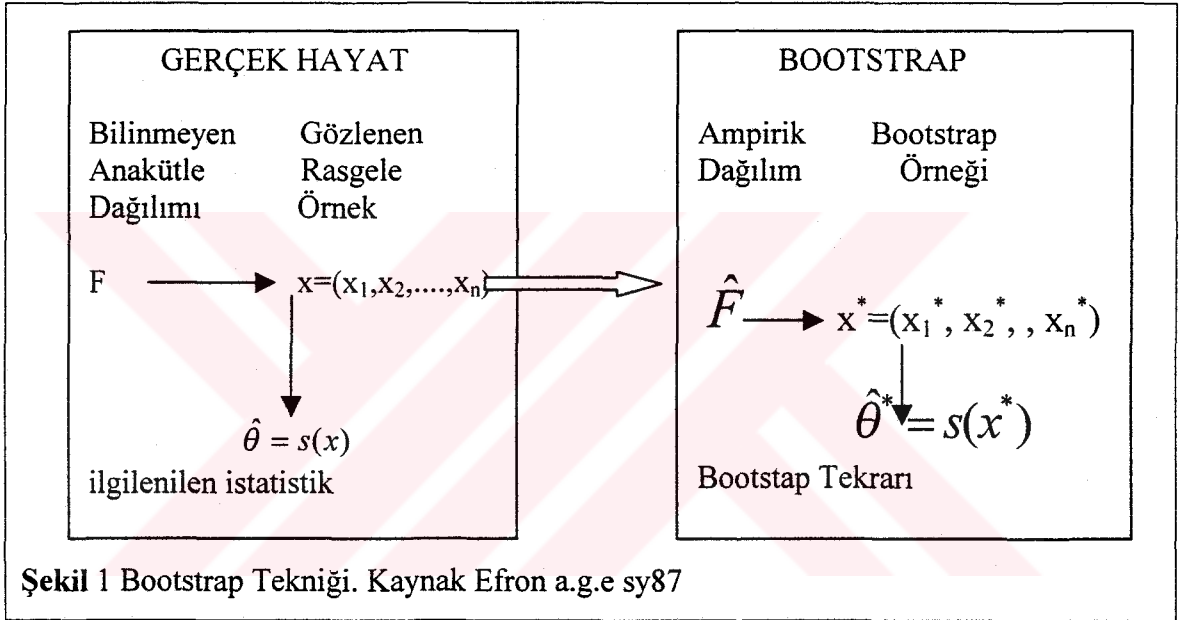 GERÇEK HAYAT
Bilinmeyen Gözlenen
Anakütle Rasgele
Dağılımı Örnek
F x=(x₁,x₂,....,xₙ)
θ̂ = s(x)
ilgilenilen istatistik
BOOTSTRAP
Ampirik Bootstrap
Dağılım Örneği
F̂ x*=(x₁*, x₂*, , xₙ*)
θ̂*= s(x*)
Bootstap Tekrarı
Şekil 1 Bootstrap Tekniği. Kaynak Efron a.g.e sy87